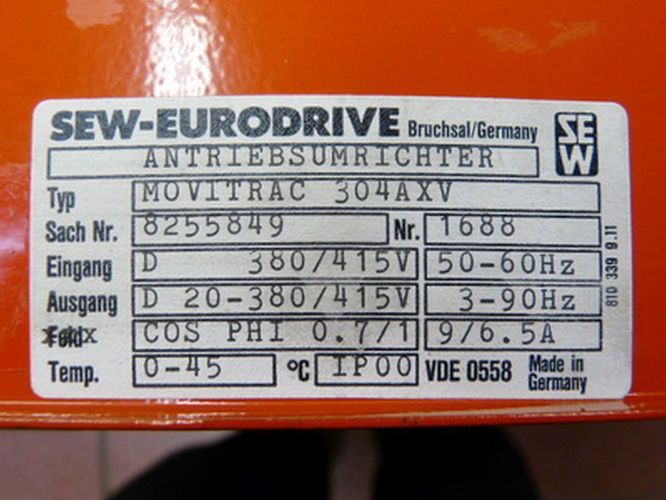 SEW-EURODRIVE Bruchsal/Germany SEW
ANTRIEBSUMRICHTER
Typ MOVITRAC 304AXV
Sach Nr. 8255849 Nr. 1688
Eingang D 380/415V 50-60Hz
Ausgang D 20-380/415V 3-90Hz
COS PHI 0.7/1 9/6.5A
Temp. 0-45 °C IP00 VDE 0558 Made in Germany
810 339 9.11